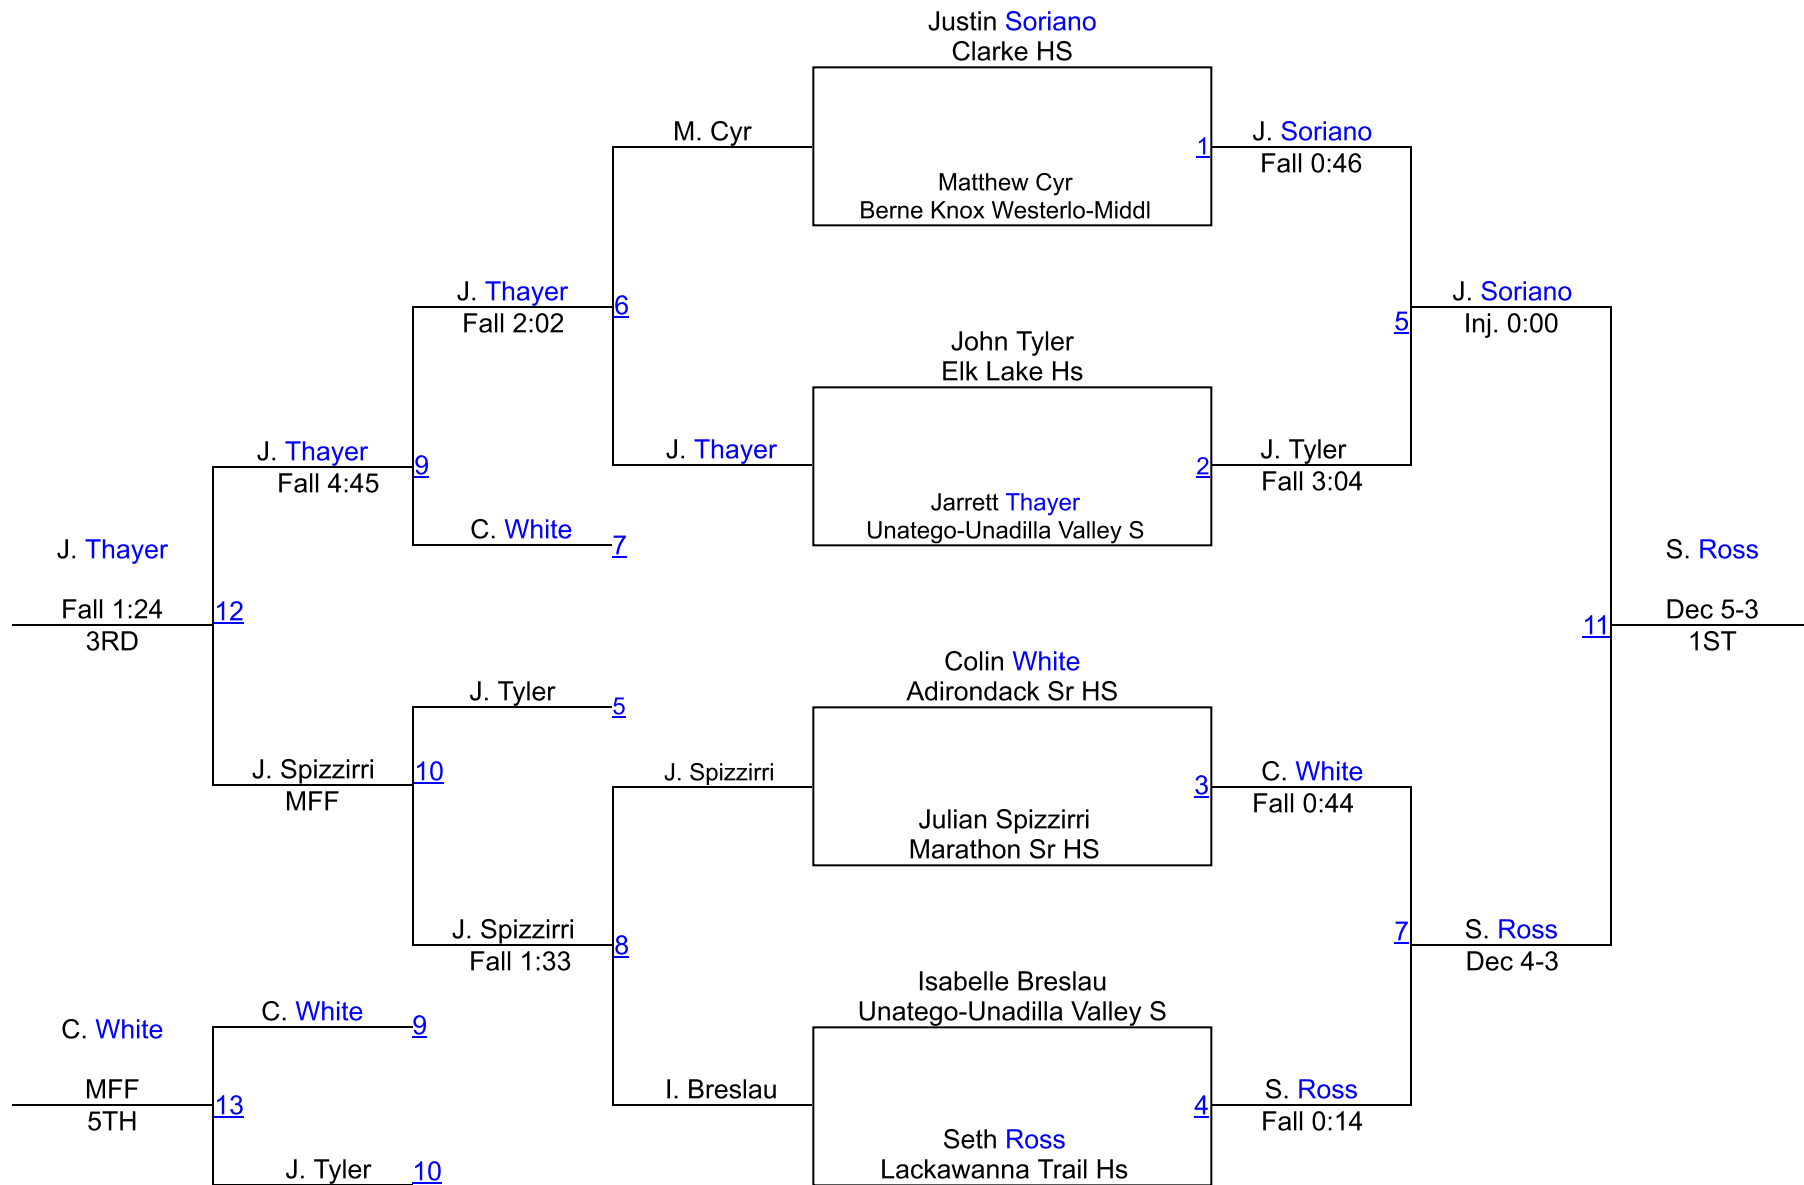 Justin Soriano
Clarke HS
M. Cyr
1
J. Soriano
Fall 0:46
Matthew Cyr
Berne Knox Westerlo-Middl
J. Thayer
Fall 2:02
6
J. Soriano
Inj. 0:00
5
John Tyler
Elk Lake Hs
J. Thayer
Fall 4:45
9
J. Thayer
2
J. Tyler
Fall 3:04
Jarrett Thayer
Unatego-Unadilla Valley S
C. White
7
J. Thayer
Fall 1:24
3RD
12
S. Ross
Dec 5-3
1ST
11
Colin White
Adirondack Sr HS
J. Tyler
5
J. Spizzirri
MFF
10
J. Spizzirri
3
C. White
Fall 0:44
Julian Spizzirri
Marathon Sr HS
J. Spizzirri
Fall 1:33
8
7
S. Ross
Dec 4-3
Isabelle Breslau
Unatego-Unadilla Valley S
C. White
9
C. White
MFF
5TH
13
I. Breslau
4
S. Ross
Fall 0:14
Seth Ross
Lackawanna Trail Hs
J. Tyler
10